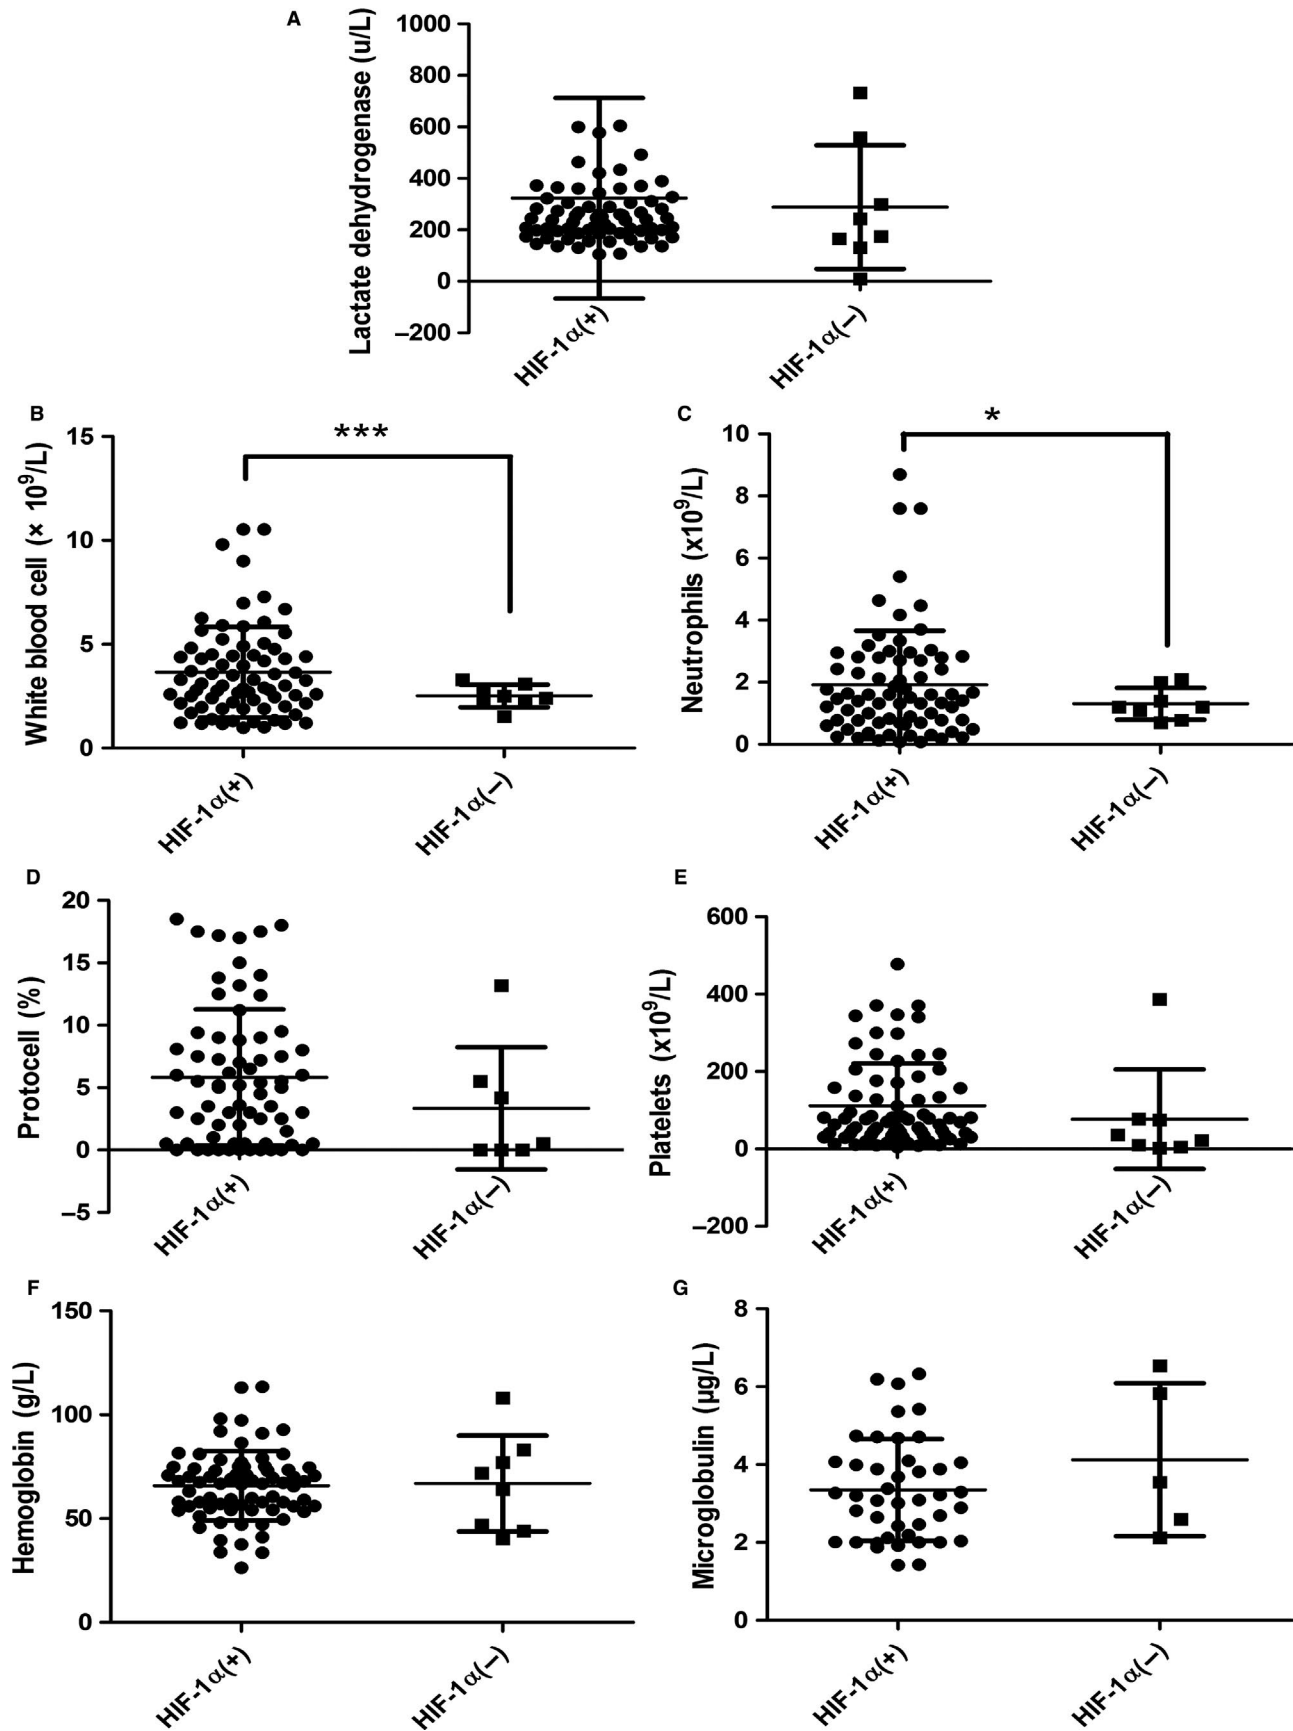 A
Lactate dehydrogenase (u/L)
1000
800
600
400
200
0
–200
HIF-1α(+)
HIF-1α(–)
B
White blood cell (× 10⁹/L)
15
10
5
0
***
HIF-1α(+)
HIF-1α(–)
C
Neutrophils (x10⁹/L)
10
8
6
4
2
0
*
HIF-1α(+)
HIF-1α(–)
D
Protocell (%)
20
15
10
5
0
–5
HIF-1α(+)
HIF-1α(–)
E
Platelets (x10⁹/L)
600
400
200
0
–200
HIF-1α(+)
HIF-1α(–)
F
Hemoglobin (g/L)
150
100
50
0
HIF-1α(+)
HIF-1α(–)
G
Microglobulin (µg/L)
8
6
4
2
0
HIF-1α(+)
HIF-1α(–)